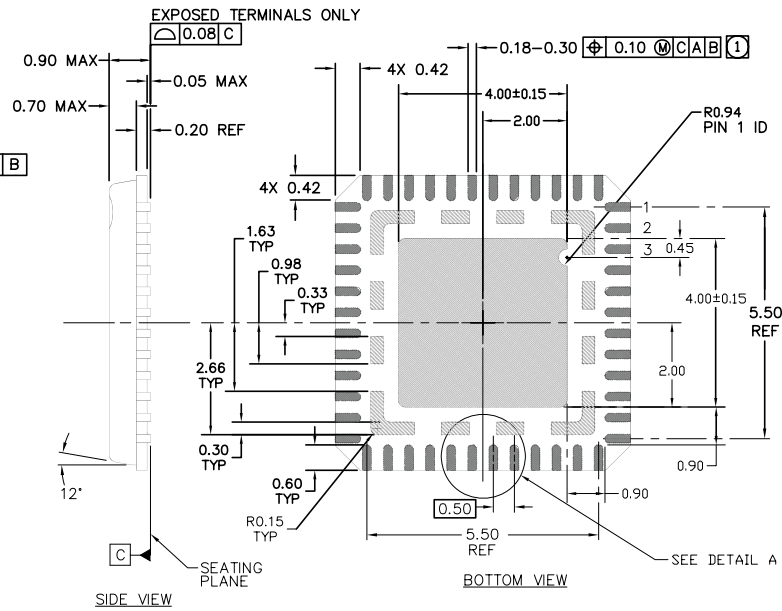 EXPOSED TERMINALS ONLY
⌓ 0.08 C
0.90 MAX
0.05 MAX
0.70 MAX
0.20 REF
B
4X 0.42
0.18-0.30 ⌖ 0.10 Ⓜ C A B 1
4.00±0.15
2.00
R0.94
PIN 1 ID
4X 0.42
1
2
3
0.45
1.63
TYP
0.98
TYP
0.33
TYP
4.00±0.15
5.50
REF
2.66
TYP
2.00
0.30
TYP
0.60
TYP
0.90
0.90
12°
R0.15
TYP
0.50
5.50
REF
SEE DETAIL A
C
SEATING
PLANE
BOTTOM VIEW
SIDE VIEW